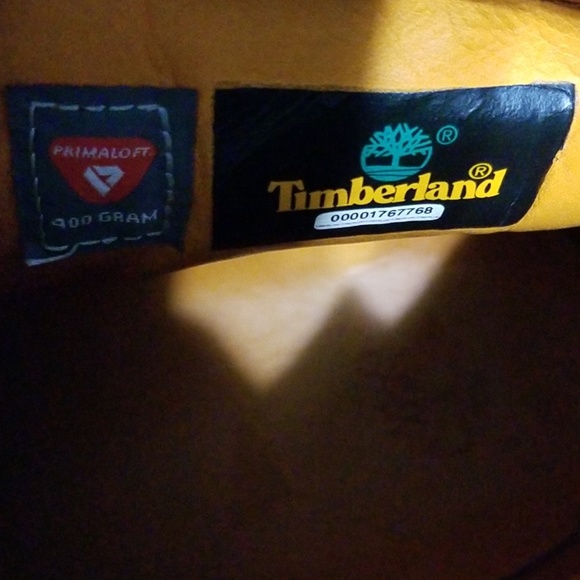 PRIMALOFT
400 GRAM
®
Timberland®
00001767768